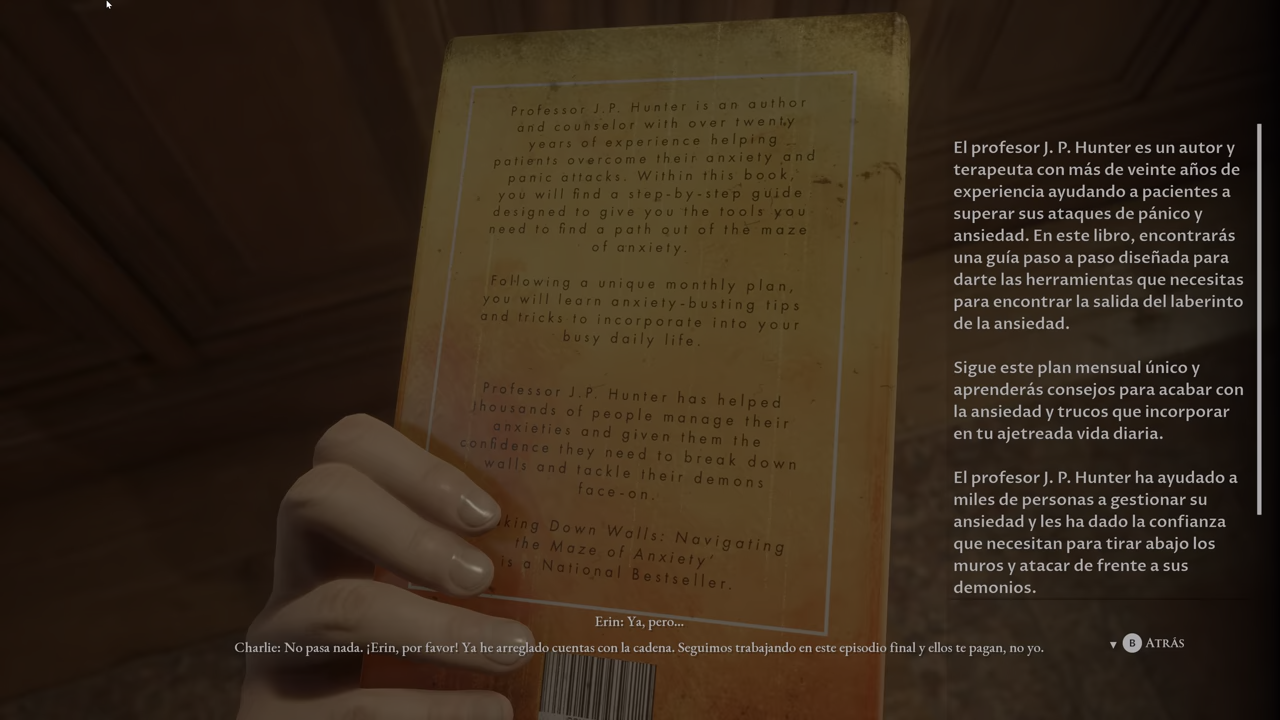 Professor J.P. Hunter is an author
and counselor with over twenty
years of experience helping
patients overcome their anxiety and
panic attacks. Within this book,
you will find a step-by-step guide
designed to give you the tools you
need to find a path out of the maze
of anxiety.
Following a unique monthly plan,
you will learn anxiety-busting tips
and tricks to incorporate into your
busy daily life.
Professor J.P. Hunter has helped
thousands of people manage their
anxieties and given them the
confidence they need to break down
walls and tackle their demons
face-on.
Down Walls: Navigating
the Maze of Anxiety'
is a National Bestseller.
El profesor J. P. Hunter es un autor y
terapeuta con más de veinte años de
experiencia ayudando a pacientes a
superar sus ataques de pánico y
ansiedad. En este libro, encontrarás
una guía paso a paso diseñada para
darte las herramientas que necesitas
para encontrar la salida del laberinto
de la ansiedad.
Sigue este plan mensual único y
aprenderás consejos para acabar con
la ansiedad y trucos que incorporar
en tu ajetreada vida diaria.
El profesor J. P. Hunter ha ayudado a
miles de personas a gestionar su
ansiedad y les ha dado la confianza
que necesitan para tirar abajo los
muros y atacar de frente a sus
demonios.
Erin: Ya, pero...
Charlie: No pasa nada. ¡Erin, por favor! Ya he arreglado cuentas con la cadena. Seguimos trabajando en este episodio final y ellos te pagan, no yo.
B ATRÁS